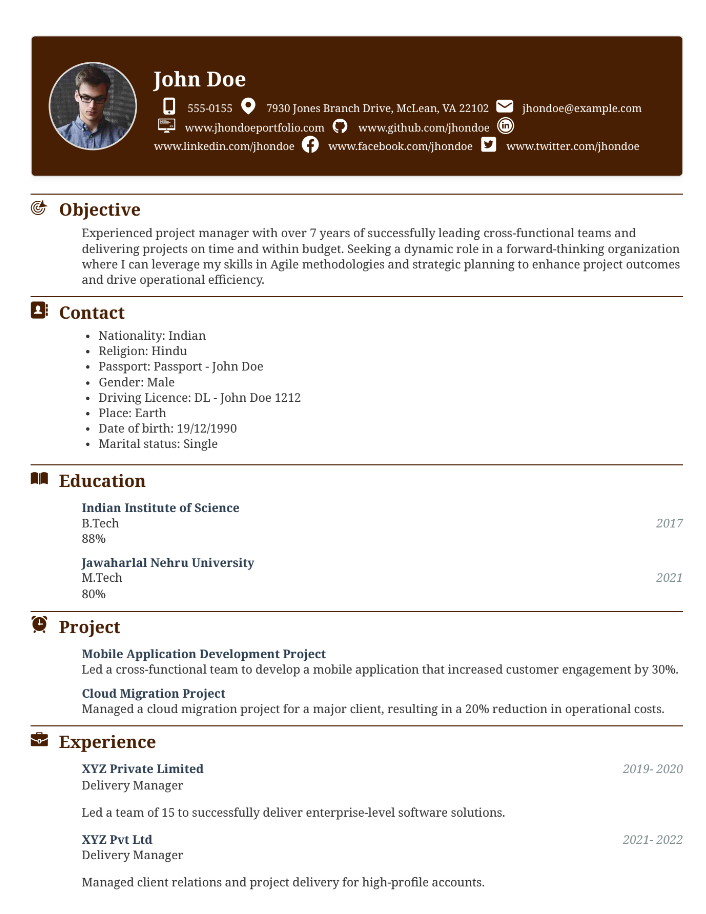 John Doe
555-0155 7930 Jones Branch Drive, McLean, VA 22102 jhondoe@example.com
www.jhondoeportfolio.com www.github.com/jhondoe
www.linkedin.com/jhondoe www.facebook.com/jhondoe www.twitter.com/jhondoe
Objective
Experienced project manager with over 7 years of successfully leading cross-functional teams and
delivering projects on time and within budget. Seeking a dynamic role in a forward-thinking organization
where I can leverage my skills in Agile methodologies and strategic planning to enhance project outcomes
and drive operational efficiency.
Contact
• Nationality: Indian
• Religion: Hindu
• Passport: Passport - John Doe
• Gender: Male
• Driving Licence: DL - John Doe 1212
• Place: Earth
• Date of birth: 19/12/1990
• Marital status: Single
Education
Indian Institute of Science
B.Tech 2017
88%
Jawaharlal Nehru University
M.Tech 2021
80%
Project
Mobile Application Development Project
Led a cross-functional team to develop a mobile application that increased customer engagement by 30%.
Cloud Migration Project
Managed a cloud migration project for a major client, resulting in a 20% reduction in operational costs.
Experience
XYZ Private Limited 2019- 2020
Delivery Manager
Led a team of 15 to successfully deliver enterprise-level software solutions.
XYZ Pvt Ltd 2021- 2022
Delivery Manager
Managed client relations and project delivery for high-profile accounts.